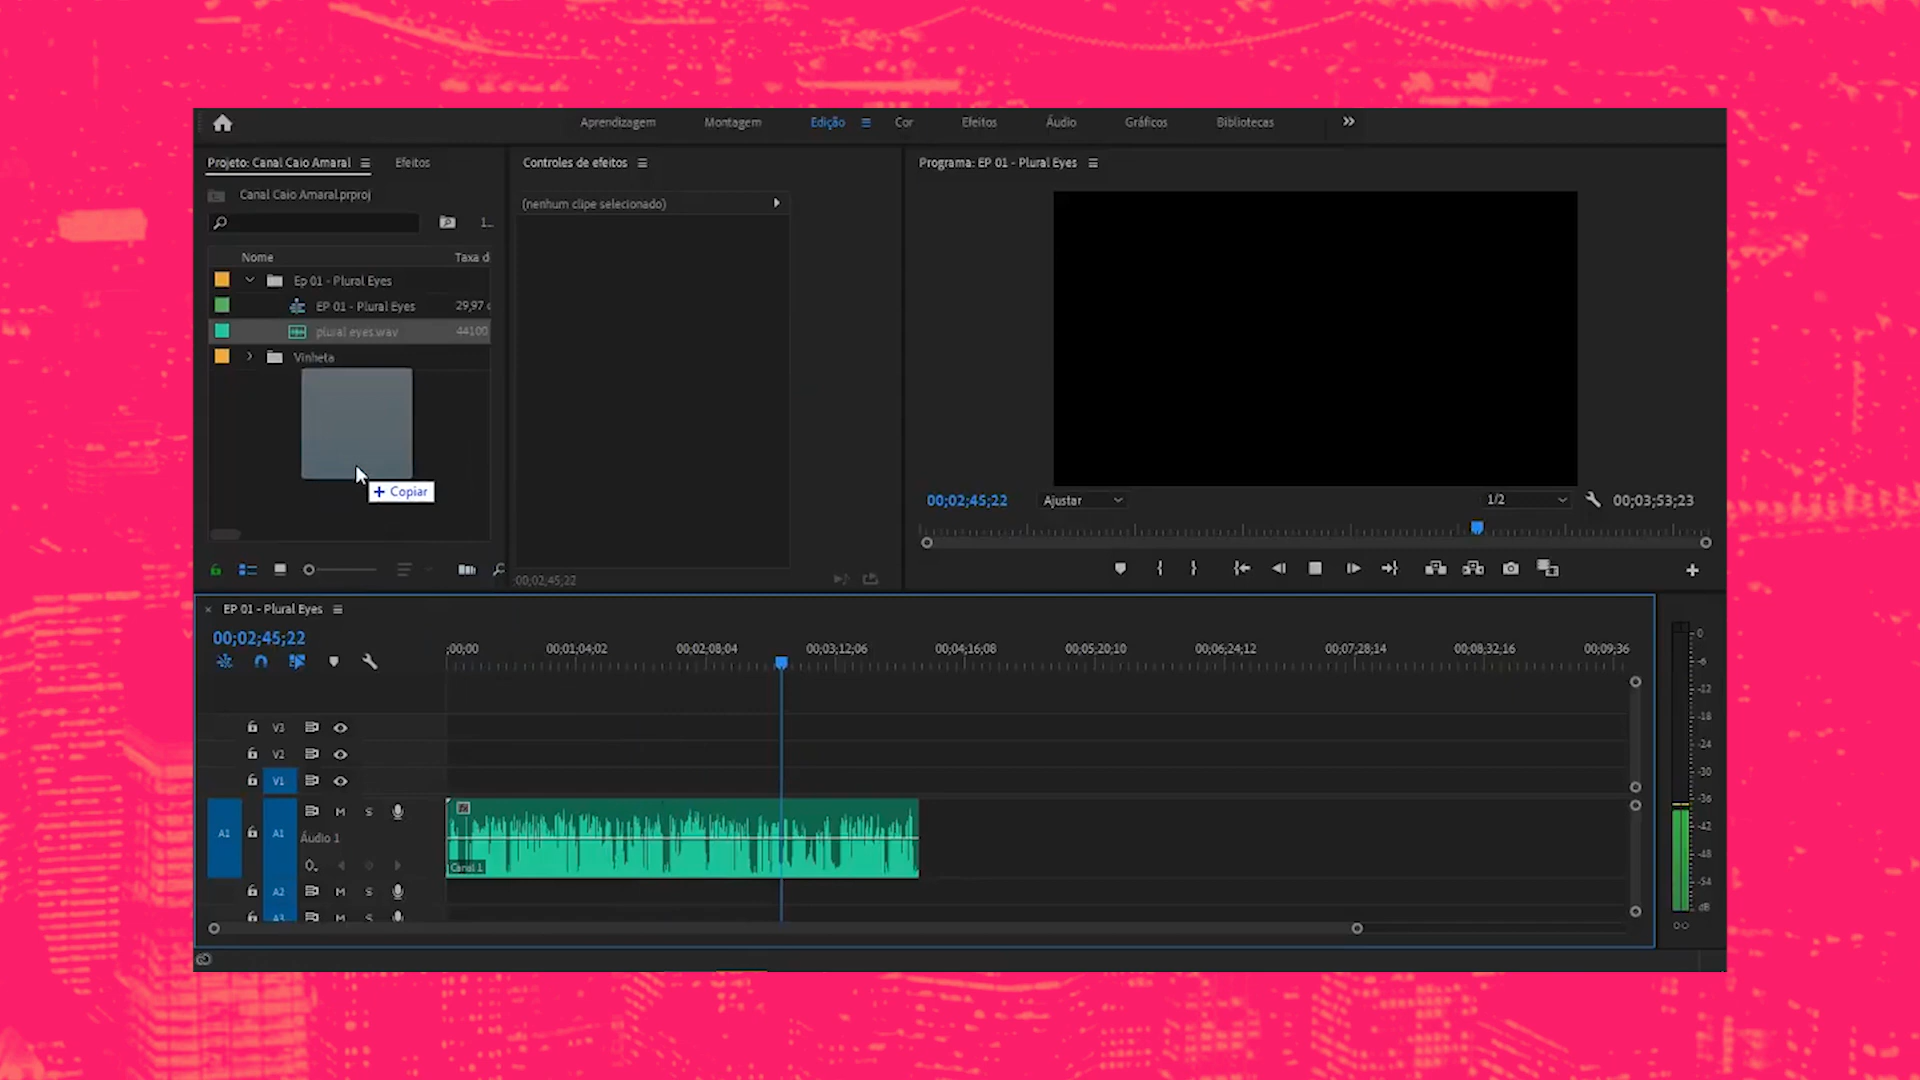 Aprendizagem Montagem Edição Cor Efeitos Áudio Gráficos Bibliotecas
Projeto: Canal Caio Amaral Efeitos
Controles de efeitos
Programa: EP 01 - Plural Eyes
Canal Caio Amaral.prproj
(nenhum clipe selecionado)
1...
Nome Taxa d
Ep 01 - Plural Eyes
EP 01 - Plural Eyes 29,97
plural eyes.wav 44100
Vinheta
+ Copiar
00;02;45;22 Ajustar 1/2 00;03;53;23
00;02;45;22
EP 01 - Plural Eyes
00;02;45;22
;00;00 00;01;04;02 00;02;08;04 00;03;12;06 00;04;16;08 00;05;20;10 00;06;24;12 00;07;28;14 00;08;32;16 00;09;36
V3
V2
V1
A1 A1 M S
Áudio 1
Canal 1
A2 M S
A3 M S
0
-6
-12
-18
-24
-30
-36
-42
-48
-54
dB